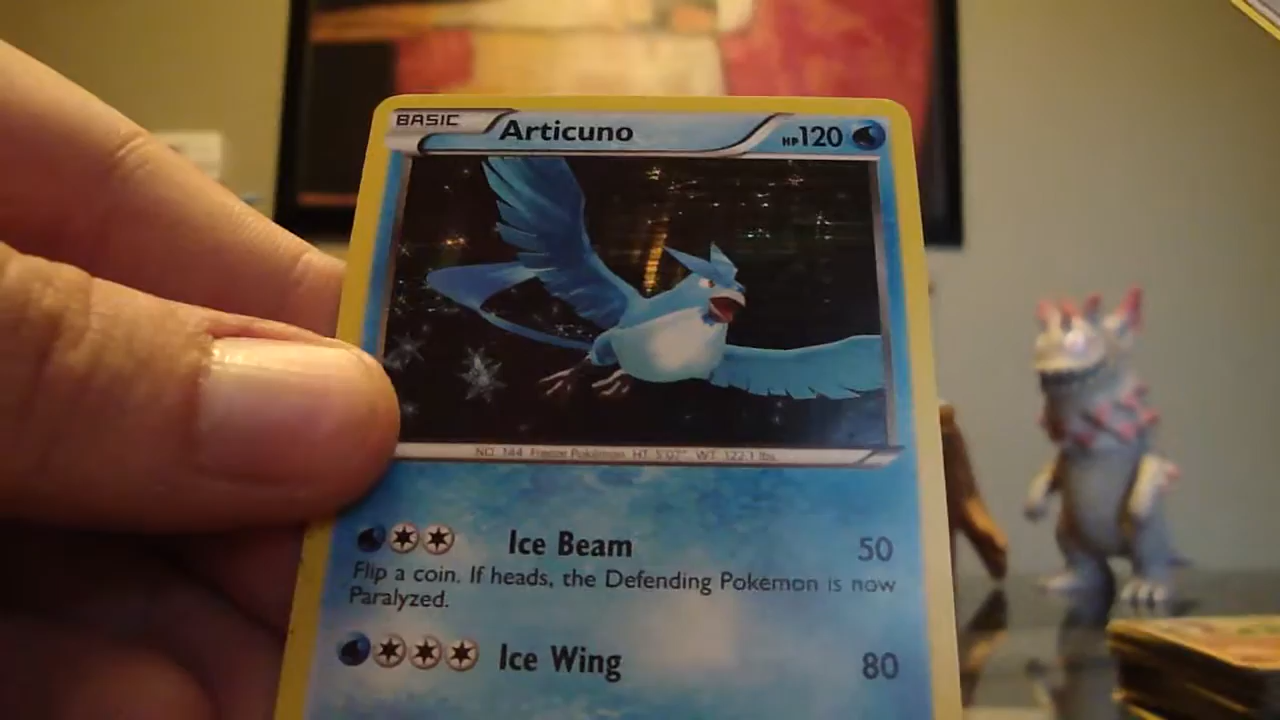 BASIC Articuno HP120
NO. 144 Freeze Pokémon HT. 5'07" WT. 122.1 lbs.
Ice Beam 50
Flip a coin. If heads, the Defending Pokémon is now
Paralyzed.
Ice Wing 80